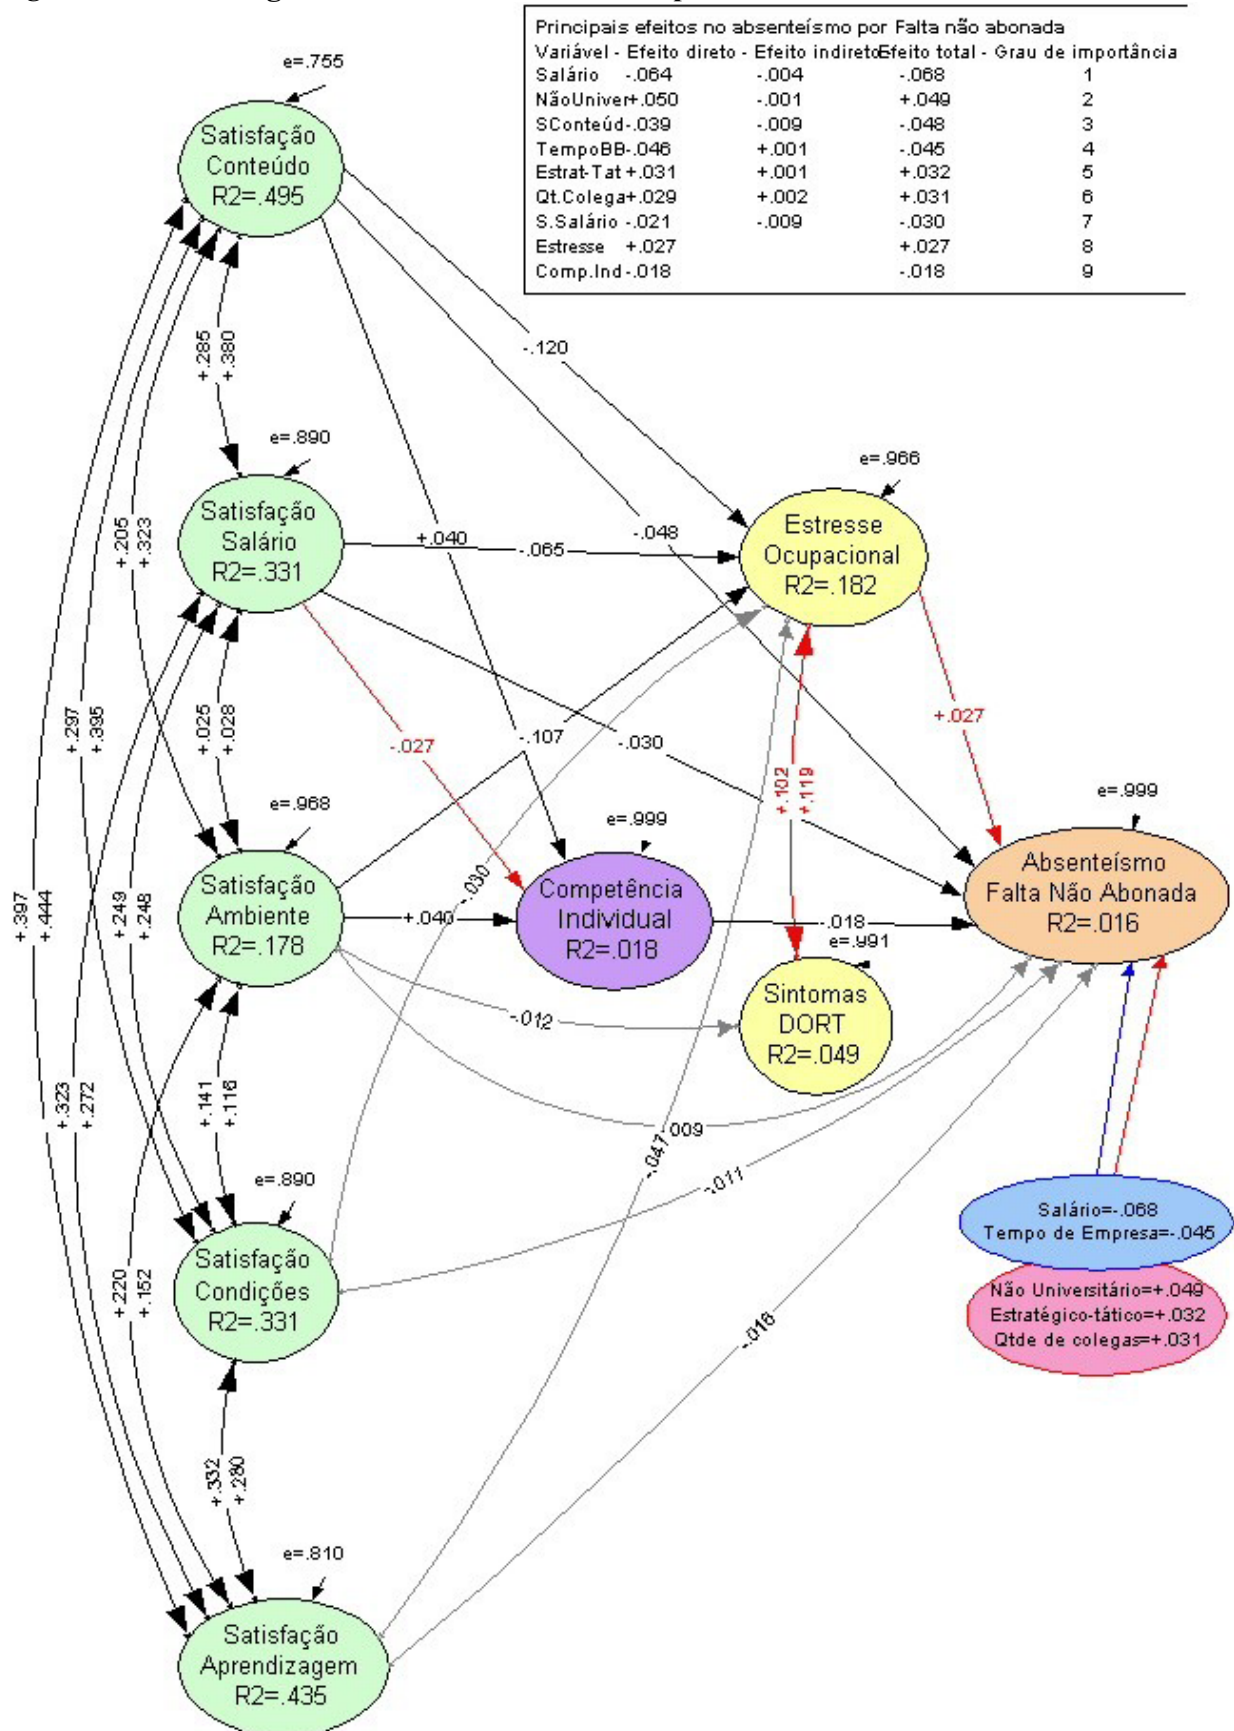 Principais efeitos no absenteísmo por Falta não abonada
Variável - Efeito direto - Efeito indireto Efeito total - Grau de importância
Salário -.064 -.004 -.068 1
NãoUniver+.050 -.001 +.049 2
SConteúd-.039 -.009 -.048 3
TempoBB-.046 +.001 -.045 4
Estrat-Tat +.031 +.001 +.032 5
Qt.Colega+.029 +.002 +.031 6
S.Salário -.021 -.009 -.030 7
Estresse +.027 +.027 8
Comp.Ind -.018 -.018 9
e=.755
Satisfação
Conteúdo
R2=.495
+.285
+.380
-.120
e=.890
Satisfação
Salário
R2=.331
+.205
+.323
+.040
-.065
-.048
e=.966
Estresse
Ocupacional
R2=.182
+.297
+.395
+.025
+.028
-.027
-.107
-.030
+.102
+.119
+.027
e=.968
Satisfação
Ambiente
R2=.178
+.040
-.030
e=.999
Competência
Individual
R2=.018
-.018
e=.999
Absenteísmo
Falta Não Abonada
R2=.016
e=.991
Sintomas
DORT
R2=.049
-.012
+.397
+.444
+.249
+.248
+.323
+.272
+.141
+.116
.009
-.047
-.011
e=.890
Satisfação
Condições
R2=.331
+.220
+.152
Salário=-.068
Tempo de Empresa=-.045
Não Universitário=+.049
Estratégico-tático=+.032
Qtde de colegas=+.031
-.016
+.332
+.280
e=.810
Satisfação
Aprendizagem
R2=.435